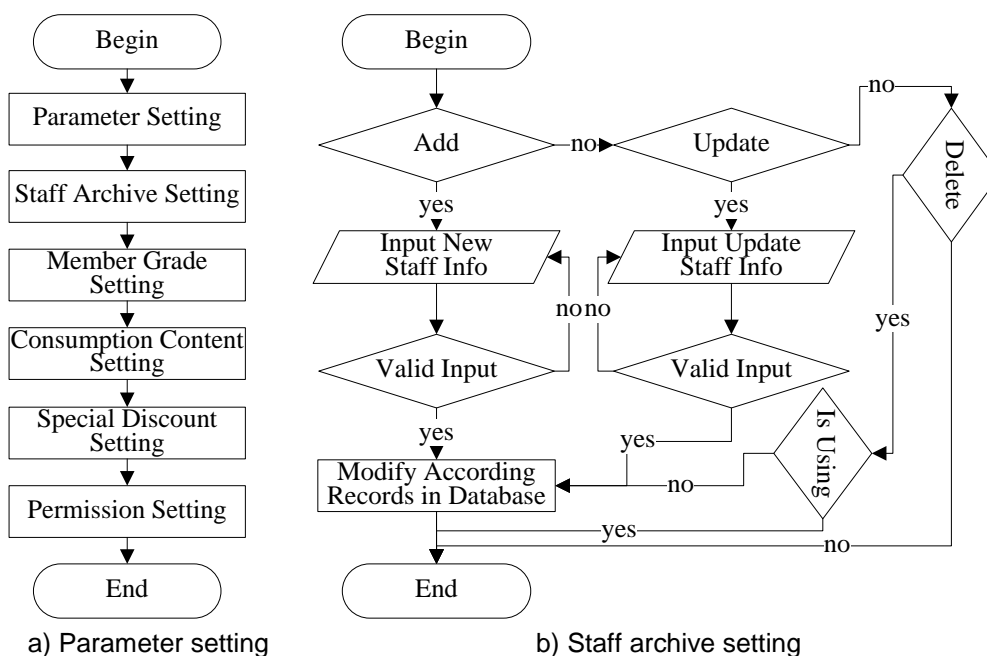 Begin
Parameter Setting
Staff Archive Setting
Member Grade
Setting
Consumption Content
Setting
Special Discount
Setting
Permission Setting
End
a) Parameter setting
Begin
Add
no
Update
no
Delete
yes
yes
Input New
Staff Info
Input Update
Staff Info
no
no
yes
Valid Input
Valid Input
Is Using
yes
yes
Modify According
Records in Database
no
yes
no
End
b) Staff archive setting